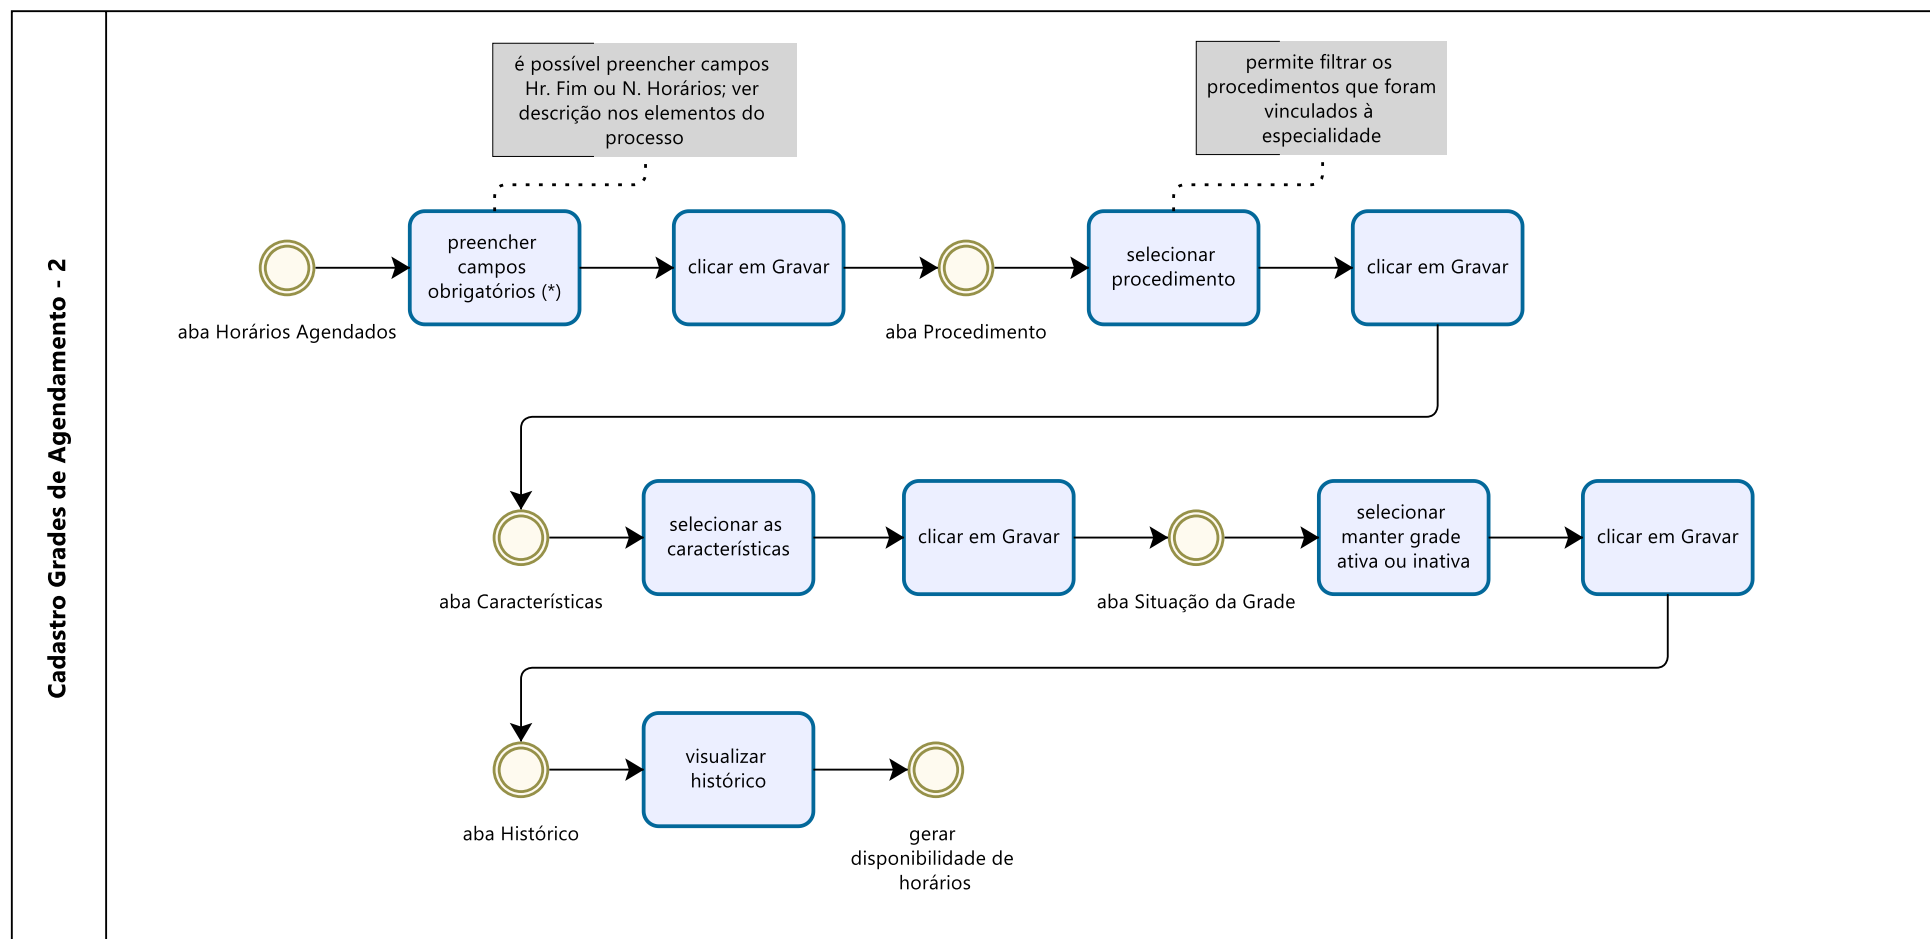 Cadastro Grades de Agendamento - 2
é possível preencher campos
Hr. Fim ou N. Horários; ver
descrição nos elementos do
processo
permite filtrar os
procedimentos que foram
vinculados à
especialidade
aba Horários Agendados
preencher
campos
obrigatórios (*)
clicar em Gravar
aba Procedimento
selecionar
procedimento
clicar em Gravar
aba Características
selecionar as
características
clicar em Gravar
aba Situação da Grade
selecionar
manter grade
ativa ou inativa
clicar em Gravar
aba Histórico
visualizar
histórico
gerar
disponibilidade de
horários